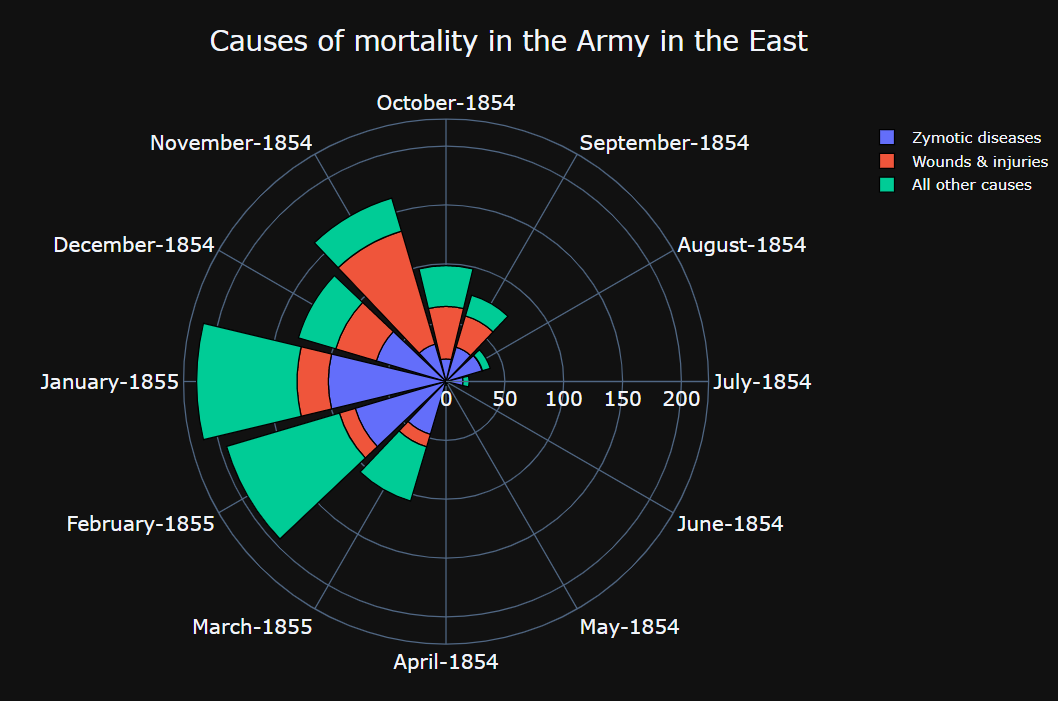 Causes of mortality in the Army in the East
October-1854
November-1854
September-1854
Zymotic diseases
Wounds & injuries
All other causes
December-1854
August-1854
January-1855
July-1854
0
50
100
150
200
February-1855
June-1854
March-1855
May-1854
April-1854